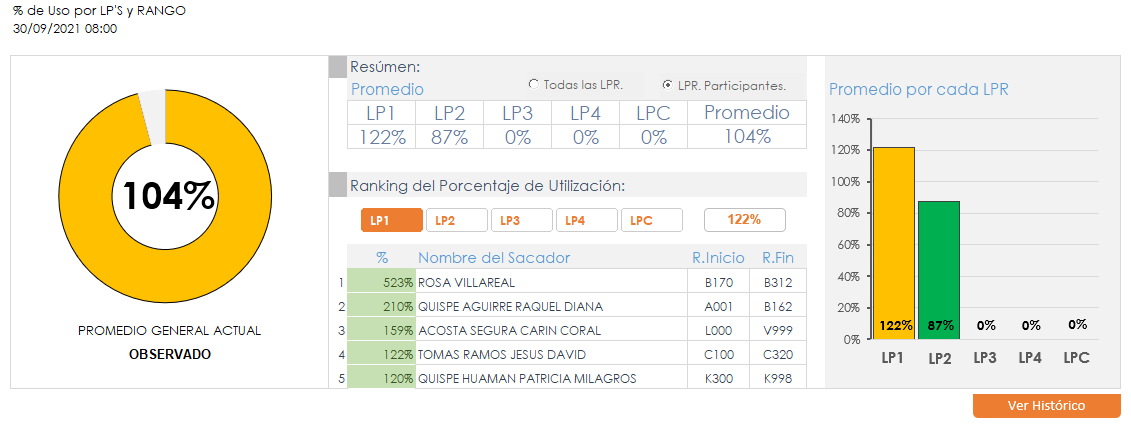 % de Uso por LP'S y RANGO
30/09/2021 08:00
104%
PROMEDIO GENERAL ACTUAL
OBSERVADO
Resúmen:
Promedio
Todas las LPR.
LPR. Participantes.
LP1 LP2 LP3 LP4 LPC Promedio
122% 87% 0% 0% 0% 104%
Ranking del Porcentaje de Utilización:
LP1 LP2 LP3 LP4 LPC 122%
% Nombre del Sacador R.Inicio R.Fin
1 523% ROSA VILLAREAL B170 B312
2 210% QUISPE AGUIRRE RAQUEL DIANA A001 B162
3 159% ACOSTA SEGURA CARIN CORAL L000 V999
4 122% TOMAS RAMOS JESUS DAVID C100 C320
5 120% QUISPE HUAMAN PATRICIA MILAGROS K300 K998
Promedio por cada LPR
140%
120%
100%
80%
60%
40%
20%
0%
122% 87% 0% 0% 0%
LP1 LP2 LP3 LP4 LPC
Ver Histórico